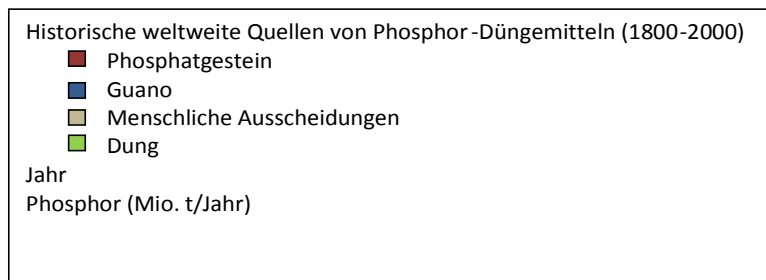 Historische weltweite Quellen von Phosphor-Düngemitteln (1800-2000)
Phosphatgestein
Guano
Menschliche Ausscheidungen
Dung
Jahr
Phosphor (Mio. t/Jahr)